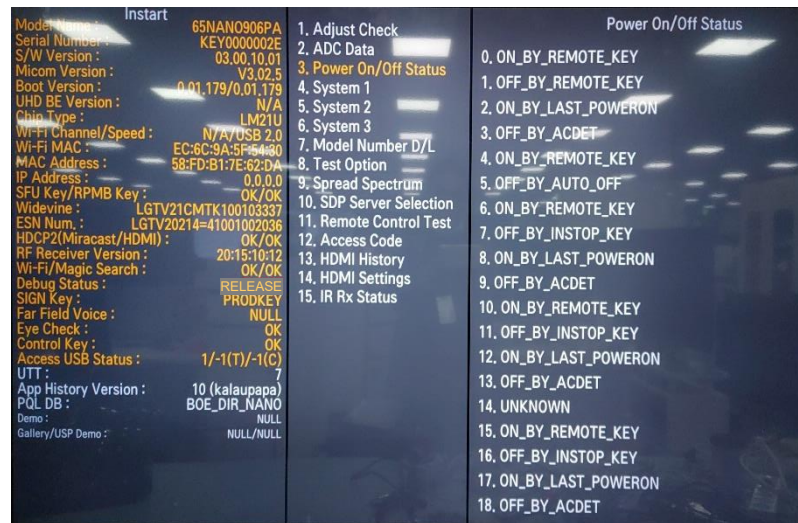 Instart
Model Name : 65NANO906PA
Serial Number : KEY0000002E
S/W Version : 03.00.10.01
Micom Version : V3.02.5
Boot Version : 0.01.179/0.01.179
UHD BE Version : N/A
Chip Type : LM21U
Wi-Fi Channel/Speed : N/A/USB 2.0
Wi-Fi MAC : EC:6C:9A:5F:54:30
MAC Address : 58:FD:B1:7E:62:DA
IP Address : 0.0.0.0
SFU Key/RPMB Key : OK/OK
Widevine : LGTV21CMTK100103337
ESN Num. : LGTV20214=41001002036
HDCP2(Miracast/HDMI) : OK/OK
RF Receiver Version : 20:15:10:12
Wi-Fi/Magic Search : OK/OK
Debug Status : RELEASE
SIGN Key : PRODKEY
Far Field Voice : NULL
Eye Check : OK
Control Key : OK
Access USB Status : 1/-1(T)/-1(C)
UTT : 7
App History Version : 10 (kalaupapa)
PQL DB : BOE_DIR_NANO
Demo : NULL
Gallery/USP Demo : NULL/NULL
1. Adjust Check
2. ADC Data
3. Power On/Off Status
4. System 1
5. System 2
6. System 3
7. Model Number D/L
8. Test Option
9. Spread Spectrum
10. SDP Server Selection
11. Remote Control Test
12. Access Code
13. HDMI History
14. HDMI Settings
15. IR Rx Status
Power On/Off Status
0. ON_BY_REMOTE_KEY
1. OFF_BY_REMOTE_KEY
2. ON_BY_LAST_POWERON
3. OFF_BY_ACDET
4. ON_BY_REMOTE_KEY
5. OFF_BY_AUTO_OFF
6. ON_BY_REMOTE_KEY
7. OFF_BY_INSTOP_KEY
8. ON_BY_LAST_POWERON
9. OFF_BY_ACDET
10. ON_BY_REMOTE_KEY
11. OFF_BY_INSTOP_KEY
12. ON_BY_LAST_POWERON
13. OFF_BY_ACDET
14. UNKNOWN
15. ON_BY_REMOTE_KEY
16. OFF_BY_INSTOP_KEY
17. ON_BY_LAST_POWERON
18. OFF_BY_ACDET